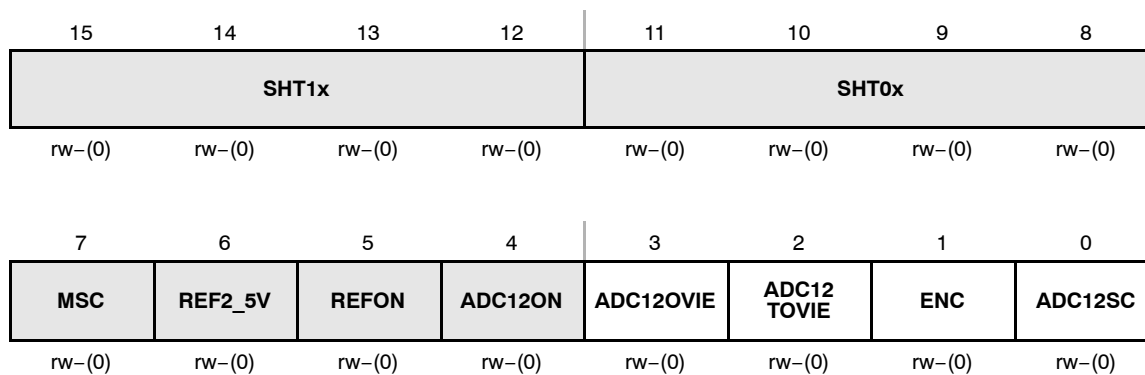 15 14 13 12 11 10 9 8
SHT1x SHT0x
rw−(0) rw−(0) rw−(0) rw−(0) rw−(0) rw−(0) rw−(0) rw−(0)
7 6 5 4 3 2 1 0
MSC REF2_5V REFON ADC12ON ADC12OVIE ADC12
TOVIE ENC ADC12SC
rw−(0) rw−(0) rw−(0) rw−(0) rw−(0) rw−(0) rw−(0) rw−(0)